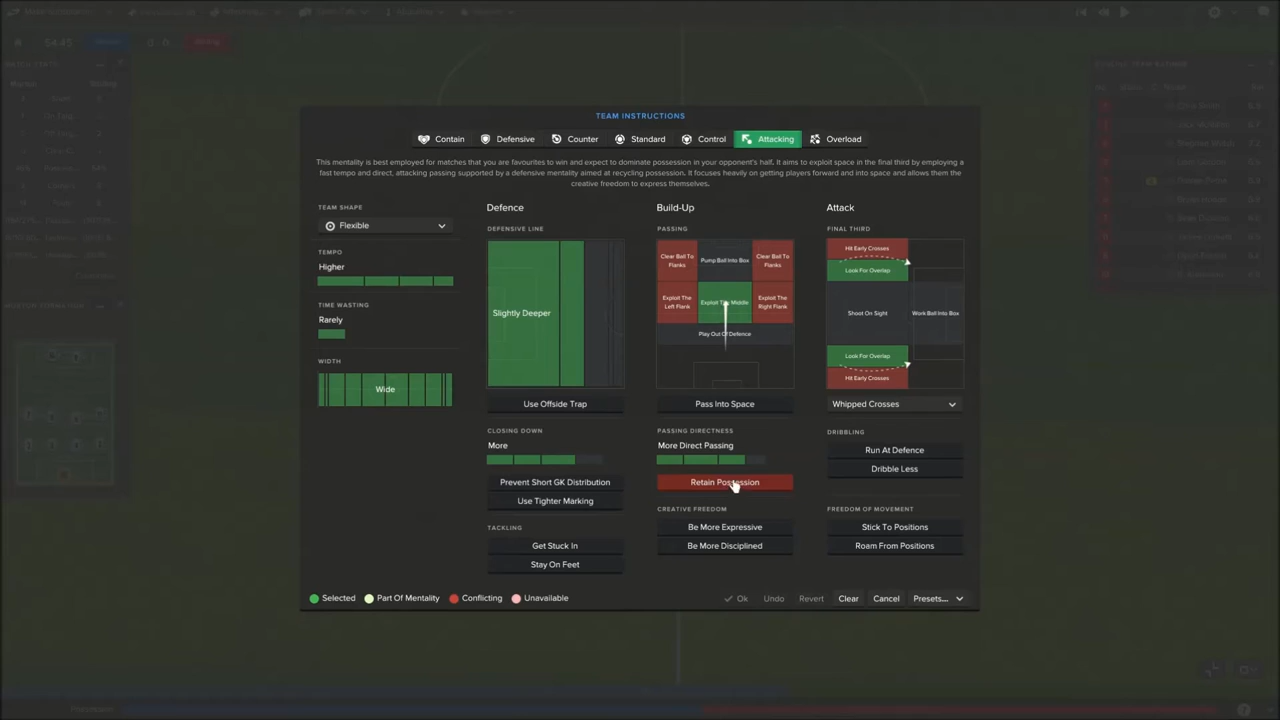 54:45
TEAM INSTRUCTIONS
Contain
Defensive
Counter
Standard
Control
Attacking
Overload
This mentality is best employed for matches that you are favourites to win and expect to dominate possession in your opponent's half. It aims to exploit space in the final third by employing a
fast tempo and direct, attacking passing supported by a defensive mentality aimed at recycling possession. It focuses heavily on getting players forward and into space and allows them the
creative freedom to express themselves.
TEAM SHAPE
Flexible
TEMPO
Higher
TIME WASTING
Rarely
WIDTH
Wide
Defence
DEFENSIVE LINE
Slightly Deeper
Use Offside Trap
CLOSING DOWN
More
Prevent Short GK Distribution
Use Tighter Marking
TACKLING
Get Stuck In
Stay On Feet
Build-Up
PASSING
Clear Ball To
Flanks
Pump Ball Into Box
Clear Ball To
Flanks
Exploit The
Left Flank
Exploit The Middle
Exploit The
Right Flank
Play Out Of Defence
Pass Into Space
PASSING DIRECTNESS
More Direct Passing
Retain Possession
CREATIVE FREEDOM
Be More Expressive
Be More Disciplined
Attack
FINAL THIRD
Hit Early Crosses
Look For Overlap
Shoot On Sight
Work Ball Into Box
Look For Overlap
Hit Early Crosses
Whipped Crosses
DRIBBLING
Run At Defence
Dribble Less
FREEDOM OF MOVEMENT
Stick To Positions
Roam From Positions
Selected
Part Of Mentality
Conflicting
Unavailable
Ok
Undo
Revert
Clear
Cancel
Presets...